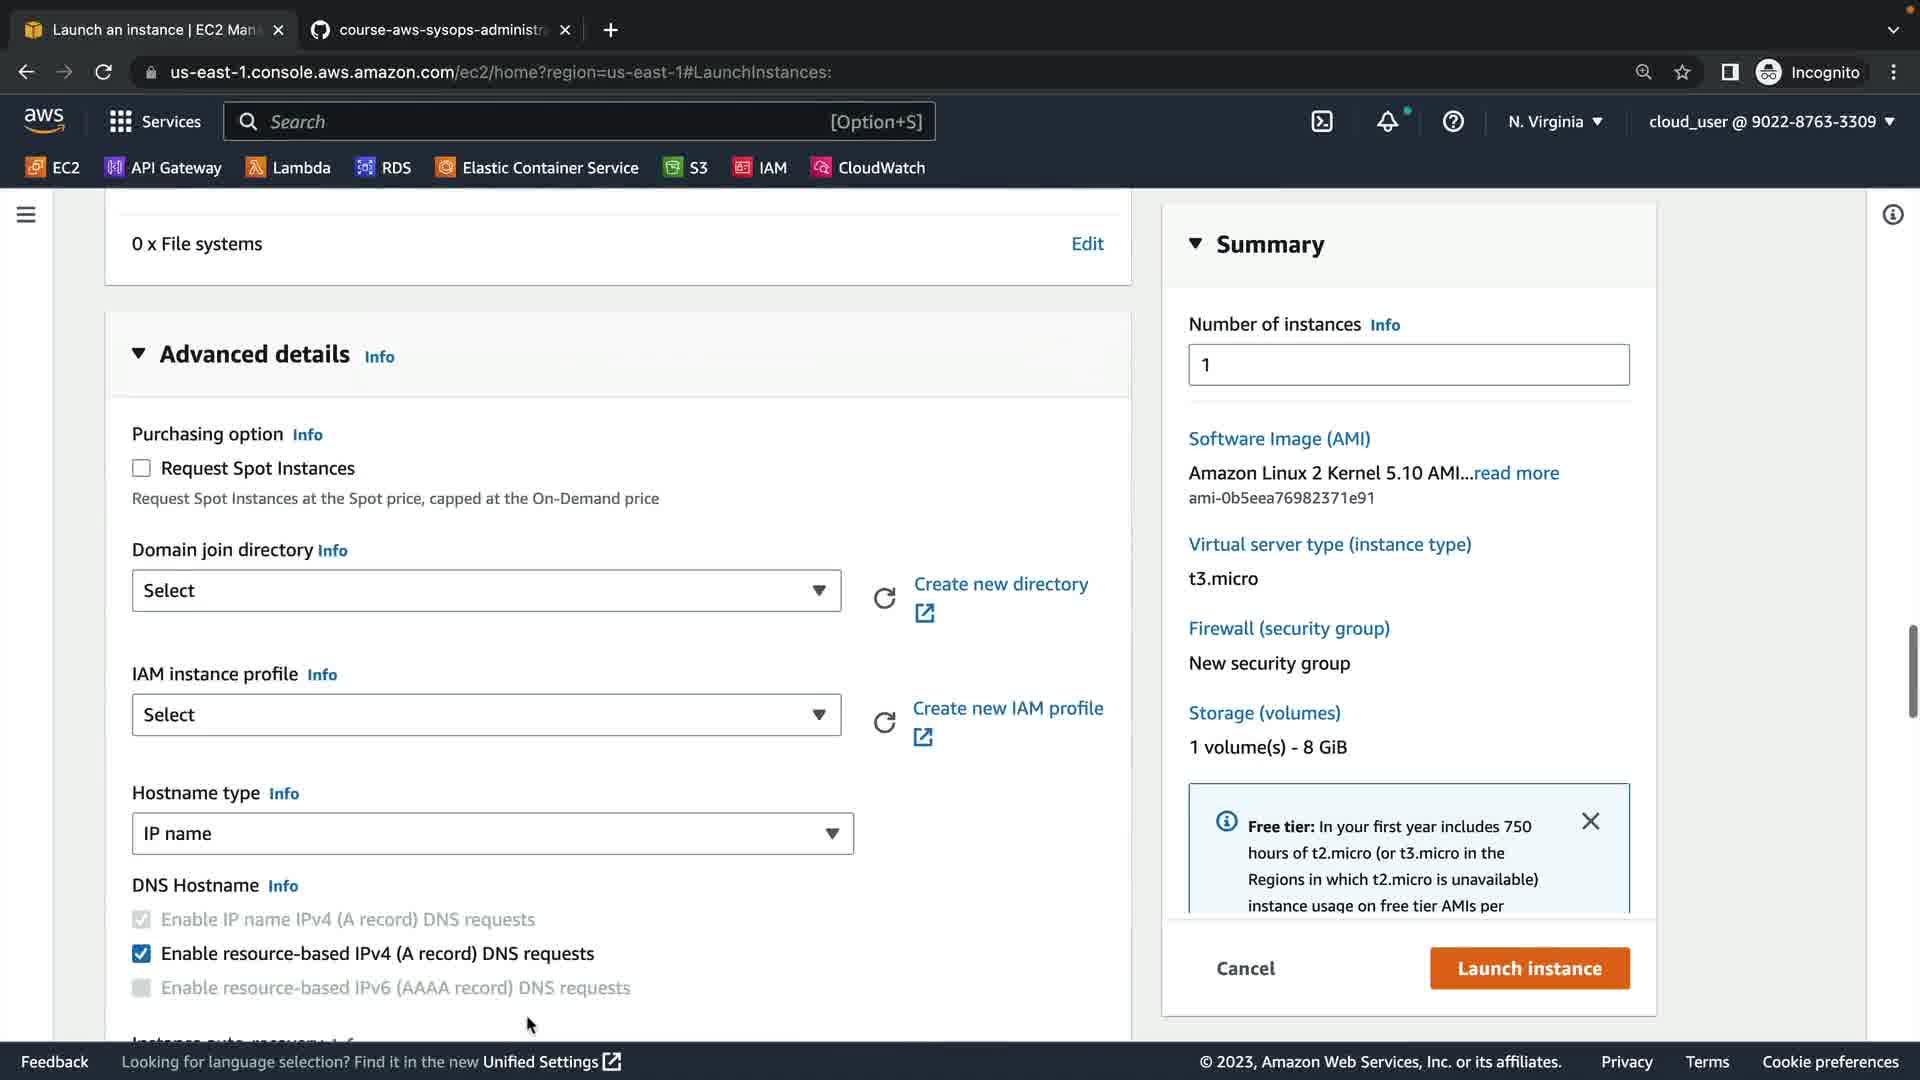 Launch an instance | EC2 Man
course-aws-sysops-administr
us-east-1.console.aws.amazon.com/ec2/home?region=us-east-1#LaunchInstances:
Incognito
aws
Services
Search
[Option+S]
N. Virginia
cloud_user @ 9022-8763-3309
EC2
API Gateway
Lambda
RDS
Elastic Container Service
S3
IAM
CloudWatch
0 x File systems
Edit
Advanced details Info
Purchasing option Info
Request Spot Instances
Request Spot Instances at the Spot price, capped at the On-Demand price
Domain join directory Info
Select
Create new directory
IAM instance profile Info
Select
Create new IAM profile
Hostname type Info
IP name
DNS Hostname Info
Enable IP name IPv4 (A record) DNS requests
Enable resource-based IPv4 (A record) DNS requests
Enable resource-based IPv6 (AAAA record) DNS requests
Summary
Number of instances Info
1
Software Image (AMI)
Amazon Linux 2 Kernel 5.10 AMI...read more
ami-0b5eea76982371e91
Virtual server type (instance type)
t3.micro
Firewall (security group)
New security group
Storage (volumes)
1 volume(s) - 8 GiB
Free tier: In your first year includes 750
hours of t2.micro (or t3.micro in the
Regions in which t2.micro is unavailable)
instance usage on free tier AMIs per
Cancel
Launch instance
Feedback
Looking for language selection? Find it in the new Unified Settings
© 2023, Amazon Web Services, Inc. or its affiliates.
Privacy
Terms
Cookie preferences